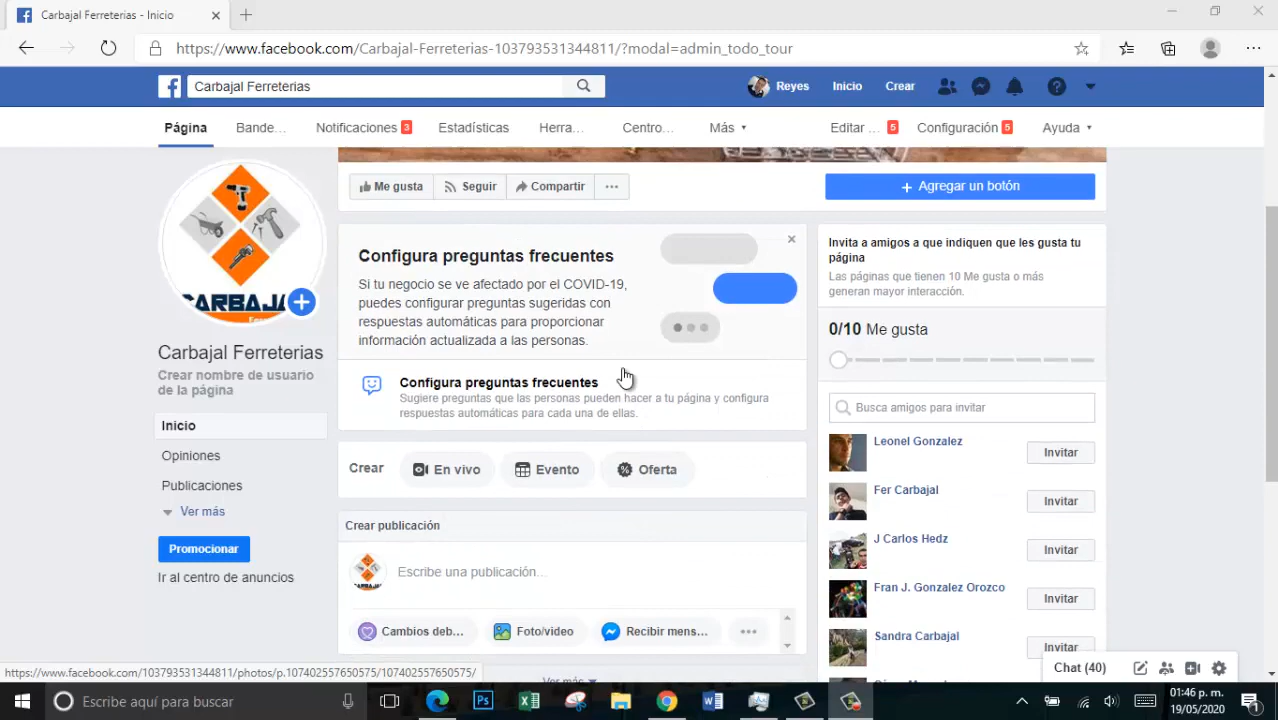 Carbajal Ferreterias - Inicio
https://www.facebook.com/Carbajal-Ferreterias-103793531344811/?modal=admin_todo_tour
Carbajal Ferreterias
Reyes
Inicio
Crear
Página
Bande...
Notificaciones 3
Estadísticas
Herra...
Centro...
Más
Editar ... 5
Configuración 5
Ayuda
Me gusta
Seguir
Compartir
...
+ Agregar un botón
CARBAJAL
Carbajal Ferreterias
Crear nombre de usuario
de la página
Inicio
Opiniones
Publicaciones
Ver más
Promocionar
Ir al centro de anuncios
Configura preguntas frecuentes
Si tu negocio se ve afectado por el COVID-19,
puedes configurar preguntas sugeridas con
respuestas automáticas para proporcionar
información actualizada a las personas.
Configura preguntas frecuentes
Sugiere preguntas que las personas pueden hacer a tu página y configura
respuestas automáticas para cada una de ellas.
Crear
En vivo
Evento
Oferta
Crear publicación
Escribe una publicación...
Cambios deb...
Foto/video
Recibir mens...
Ver más
Invita a amigos a que indiquen que les gusta tu
página
Las páginas que tienen 10 Me gusta o más
generan mayor interacción.
0/10 Me gusta
Busca amigos para invitar
Leonel Gonzalez
Invitar
Fer Carbajal
Invitar
J Carlos Hedz
Invitar
Fran J. Gonzalez Orozco
Invitar
Sandra Carbajal
Invitar
Chat (40)
https://www.facebook.com/103793531344811/photos/p.107402557650575/107402557650575/
Escribe aquí para buscar
01:46 p. m.
19/05/2020
1